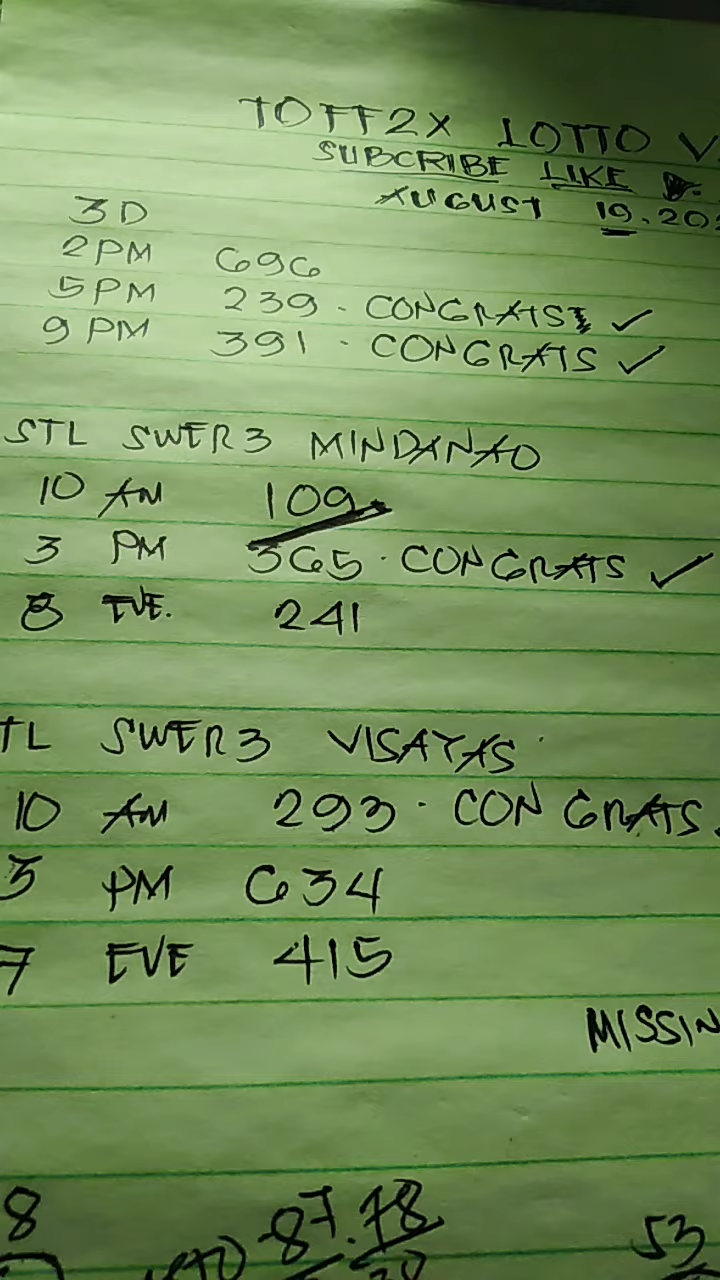 TOFF2X LOTTO V
SUBCRIBE LIKE &
AUGUST 19.202
3D
2PM 696
5PM 239 - CONGRATS ✓
9 PM 391 - CONGRATS ✓
STL SWER3 MINDANAO
10 AM 109
3 PM 365 - CONGRATS ✓
8 EVE. 241
TL SWER3 VISAYAS
10 AM 293 - CONGRATS
3 PM 634
7 EVE 415
MISSIN
8 87.78 53